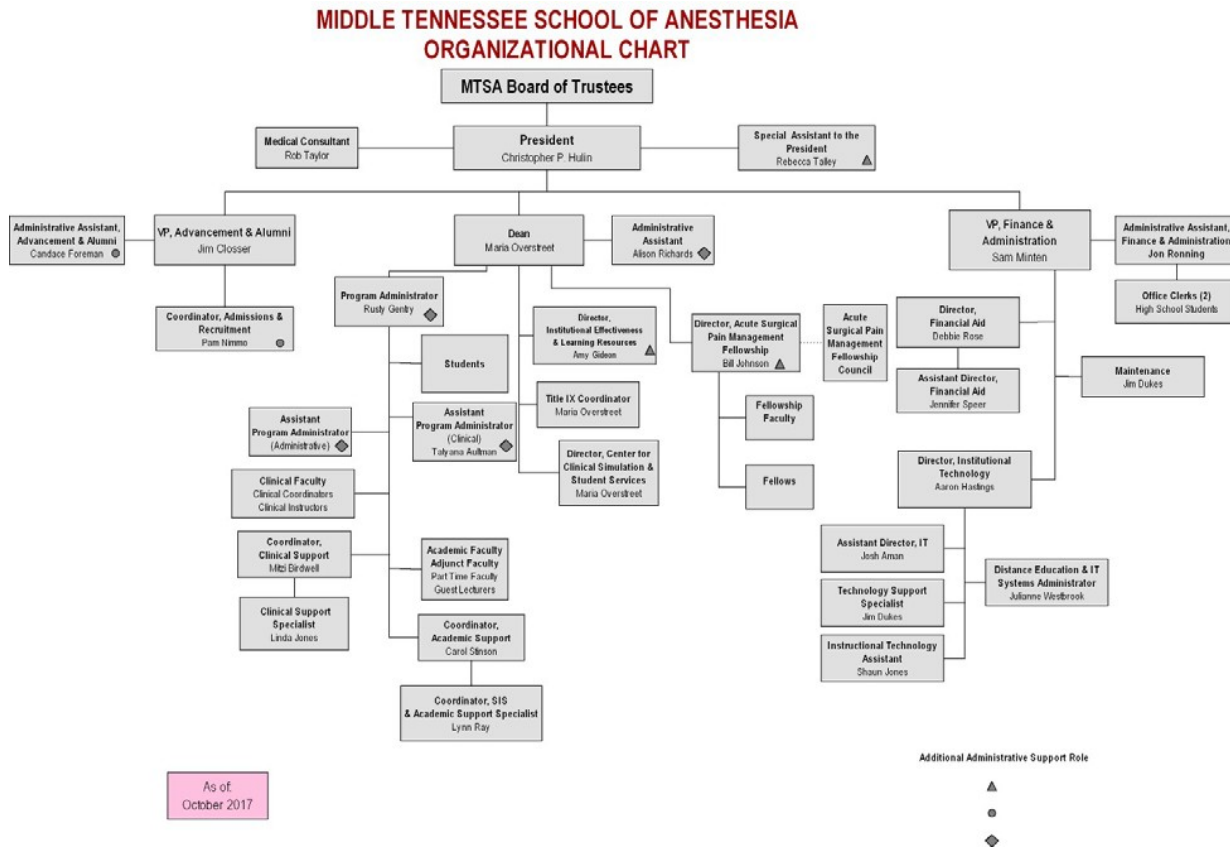 MIDDLE TENNESSEE SCHOOL OF ANESTHESIA
ORGANIZATIONAL CHART
MTSA Board of Trustees
Medical Consultant
Rob Taylor
President
Christopher P. Hulin
Special Assistant to the
President
Rebecca Talley
Administrative Assistant,
Advancement & Alumni
Candace Foreman
VP, Advancement & Alumni
Jim Closser
Dean
Maria Overstreet
Administrative
Assistant
Alison Richards
VP, Finance &
Administration
Sam Minten
Administrative Assistant,
Finance & Administration
Jon Ronning
Office Clerks (2)
High School Students
Coordinator, Admissions &
Recruitment
Pam Nimmo
Program Administrator
Rusty Gentry
Students
Director,
Institutional Effectiveness
& Learning Resources
Amy Gideon
Director, Acute Surgical
Pain Management
Fellowship
Bill Johnson
Acute
Surgical Pain
Management
Fellowship
Council
Director,
Financial Aid
Debbie Rose
Assistant Director,
Financial Aid
Jennifer Speer
Maintenance
Jim Dukes
Assistant
Program Administrator
(Administrative)
Assistant
Program Administrator
(Clinical)
Tatyana Aultman
Title IX Coordinator
Maria Overstreet
Fellowship
Faculty
Director, Center for
Clinical Simulation &
Student Services
Maria Overstreet
Fellows
Director, Institutional
Technology
Aaron Hastings
Clinical Faculty
Clinical Coordinators
Clinical Instructors
Coordinator,
Clinical Support
Mitzi Birdwell
Academic Faculty
Adjunct Faculty
Part Time Faculty
Guest Lecturers
Assistant Director, IT
Josh Aman
Distance Education & IT
Systems Administrator
Julianne Westbrook
Technology Support
Specialist
Jim Dukes
Clinical Support
Specialist
Linda Jones
Coordinator,
Academic Support
Carol Stinson
Instructional Technology
Assistant
Shaun Jones
Coordinator, SIS
& Academic Support Specialist
Lynn Ray
Additional Administrative Support Role
As of:
October 2017